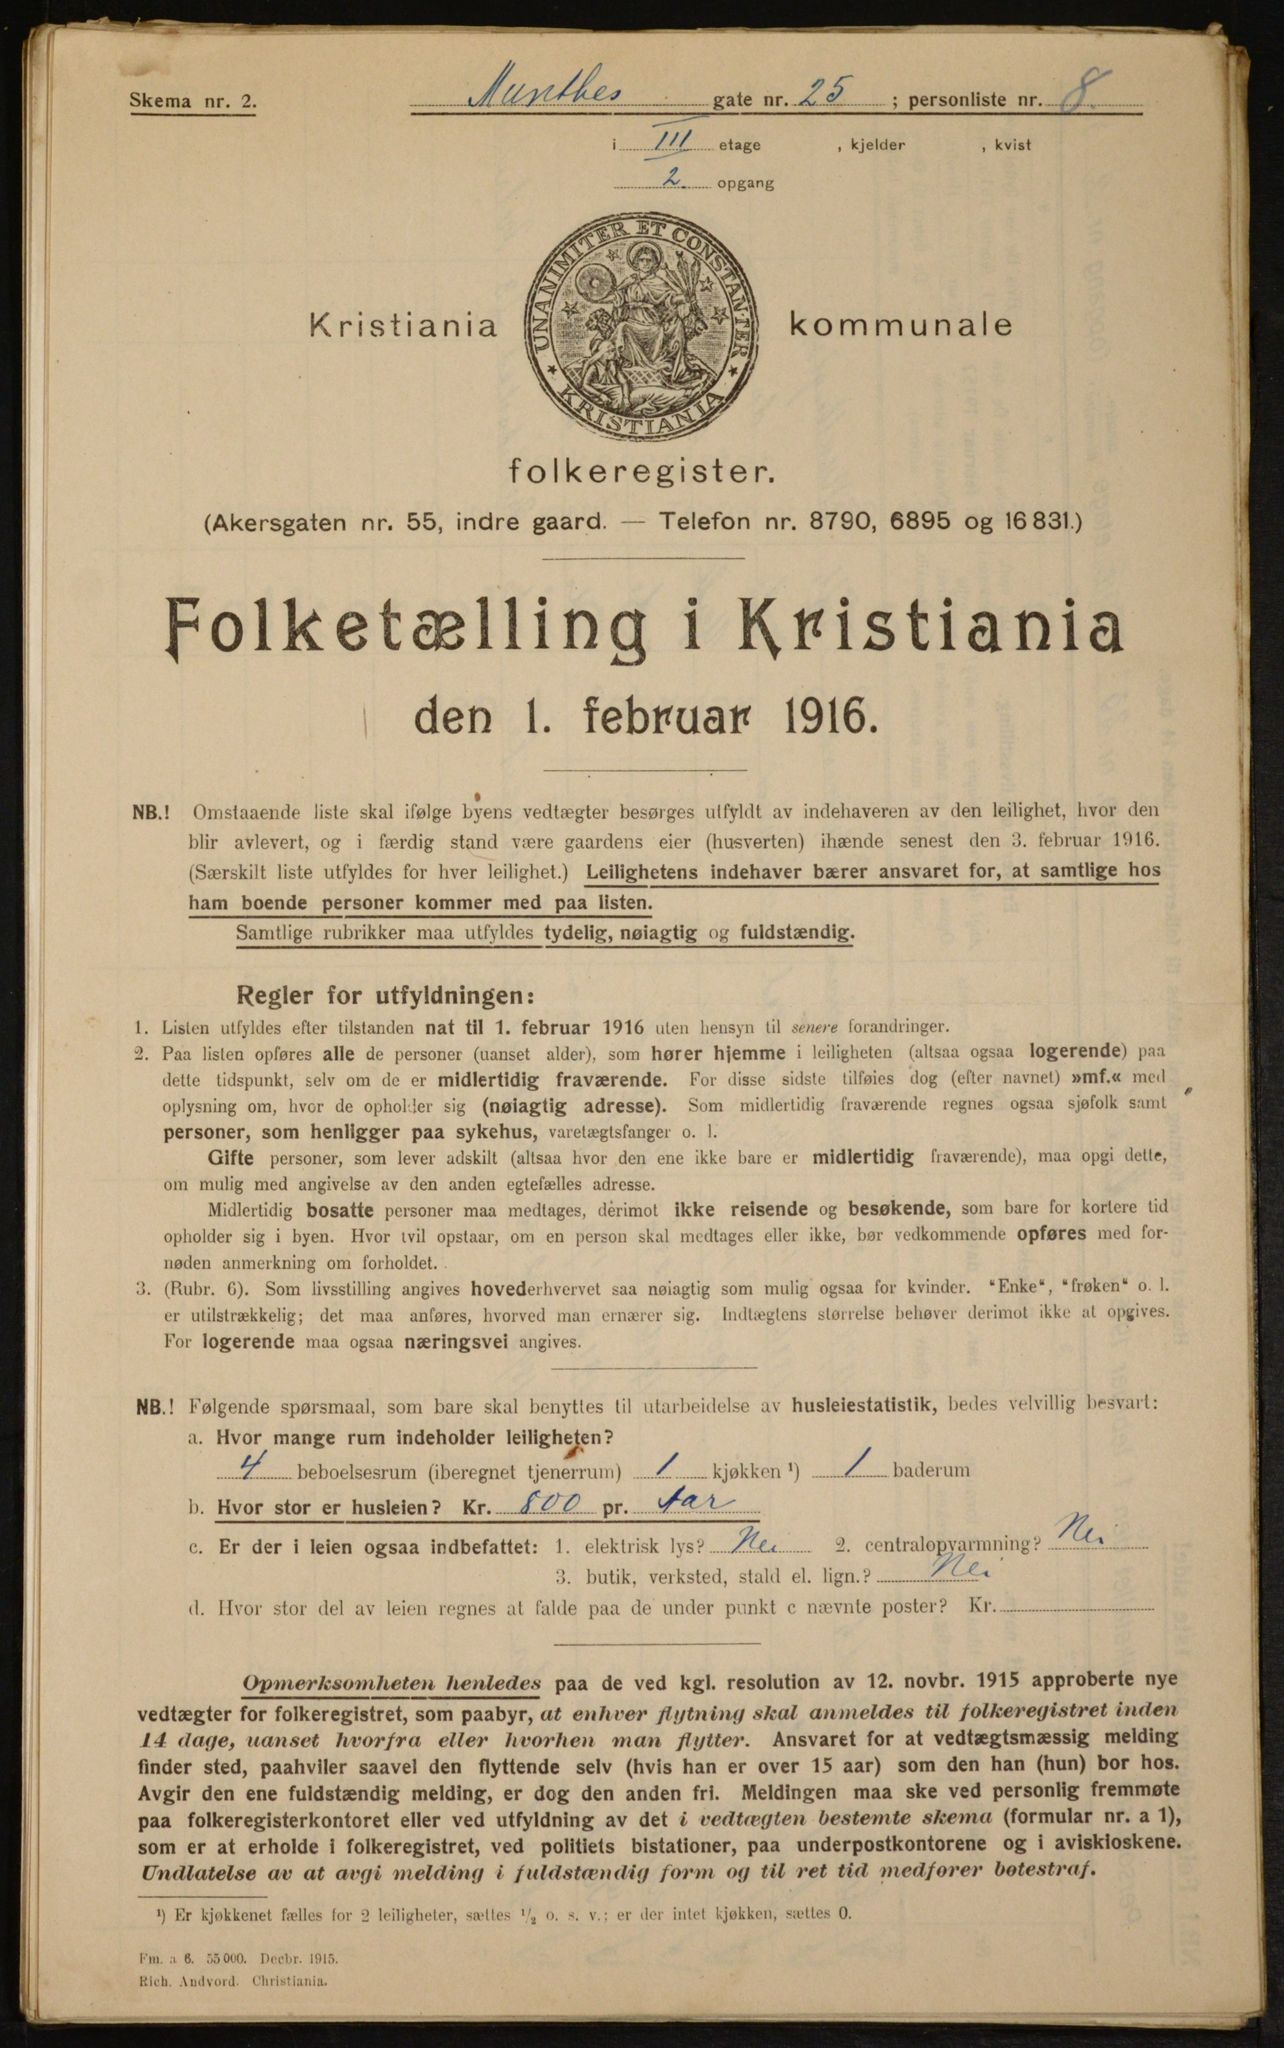 Skema nr. 2.
Munthes gate nr. 25 ; personliste nr. 8.
i III etage , kjelder , kvist
2. opgang
UNANIMITER ET CONSTANTER
KRISTIANIA
Kristiania kommunale
folkeregister.
(Akersgaten nr. 55, indre gaard. — Telefon nr. 8790, 6895 og 16 831.)
Folketælling i Kristiania
den 1. februar 1916.
NB.! Omstaaende liste skal ifølge byens vedtægter besørges utfyldt av indehaveren av den leilighet, hvor den
blir avlevert, og i færdig stand være gaardens eier (husverten) ihænde senest den 3. februar 1916.
(Særskilt liste utfyldes for hver leilighet.) Leilighetens indehaver bærer ansvaret for, at samtlige hos
ham boende personer kommer med paa listen.
Samtlige rubrikker maa utfyldes tydelig, nøiagtig og fuldstændig.
Regler for utfyldningen:
1. Listen utfyldes efter tilstanden nat til 1. februar 1916 uten hensyn til senere forandringer.
2. Paa listen opføres alle de personer (uanset alder), som hører hjemme i leiligheten (altsaa ogsaa logerende) paa
dette tidspunkt, selv om de er midlertidig fraværende. For disse sidste tilføies dog (efter navnet) »mf.« med
oplysning om, hvor de opholder sig (nøiagtig adresse). Som midlertidig fraværende regnes ogsaa sjøfolk samt
personer, som henligger paa sykehus, varetægtsfanger o. l.
Gifte personer, som lever adskilt (altsaa hvor den ene ikke bare er midlertidig fraværende), maa opgi dette,
om mulig med angivelse av den anden egtefælles adresse.
Midlertidig bosatte personer maa medtages, derimot ikke reisende og besøkende, som bare for kortere tid
opholder sig i byen. Hvor tvil opstaar, om en person skal medtages eller ikke, bør vedkommende opføres med for-
nøden anmerkning om forholdet.
3. (Rubr. 6). Som livsstilling angives hovederhvervet saa nøiagtig som mulig ogsaa for kvinder. "Enke", "frøken" o. l.
er utilstrækkelig; det maa anføres, hvorved man ernærer sig. Indtægtens størrelse behøver derimot ikke at opgives.
For logerende maa ogsaa næringsvei angives.
NB.! Følgende spørsmaal, som bare skal benyttes til utarbeidelse av husleiestatistik, bedes velvillig besvart:
a. Hvor mange rum indeholder leiligheten?
4 beboelsesrum (iberegnet tjenerrum) 1 kjøkken ¹) 1 baderum
b. Hvor stor er husleien? Kr. 800 pr. Aar
c. Er der i leien ogsaa indbefattet: 1. elektrisk lys? Nei 2. centralopvarmning? Nei
3. butik, verksted, stald el. lign.? Nei
d. Hvor stor del av leien regnes at falde paa de under punkt c nævnte poster? Kr.
Opmerksomheten henledes paa de ved kgl. resolution av 12. novbr. 1915 approberte nye
vedtægter for folkeregistret, som paabyr, at enhver flytning skal anmeldes til folkeregistret inden
14 dage, uanset hvorfra eller hvorhen man flytter. Ansvaret for at vedtægtsmæssig melding
finder sted, paahviler saavel den flyttende selv (hvis han er over 15 aar) som den han (hun) bor hos.
Avgir den ene fuldstændig melding, er dog den anden fri. Meldingen maa ske ved personlig fremmøte
paa folkeregisterkontoret eller ved utfyldning av det i vedtægten bestemte skema (formular nr. a 1),
som er at erholde i folkeregistret, ved politiets bistationer, paa underpostkontorene og i aviskioskene.
Undlatelse av at avgi melding i fuldstændig form og til ret tid medfører bøtestraf.
¹) Er kjøkkenet fælles for 2 leiligheter, sættes ½ o. s. v.; er der intet kjøkken, sættes 0.
Fm. a 6. 55 000. Decbr. 1915.
Rich. Andvord. Christiania.